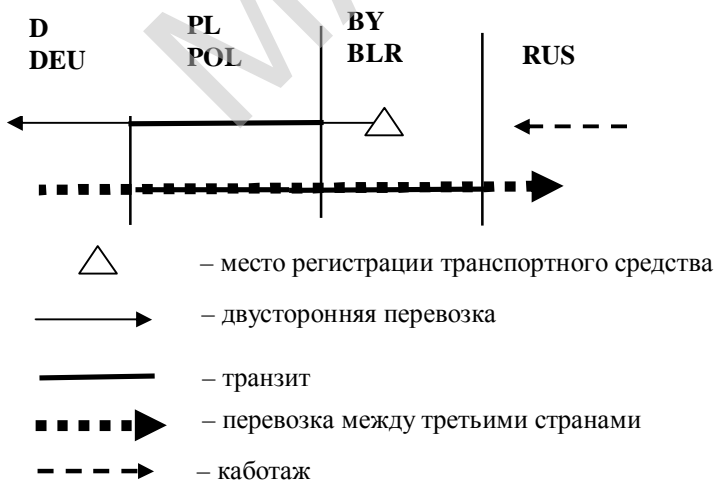 D PL BY
DEU POL BLR RUS
– место регистрации транспортного средства
– двусторонняя перевозка
– транзит
– перевозка между третьими странами
– каботаж